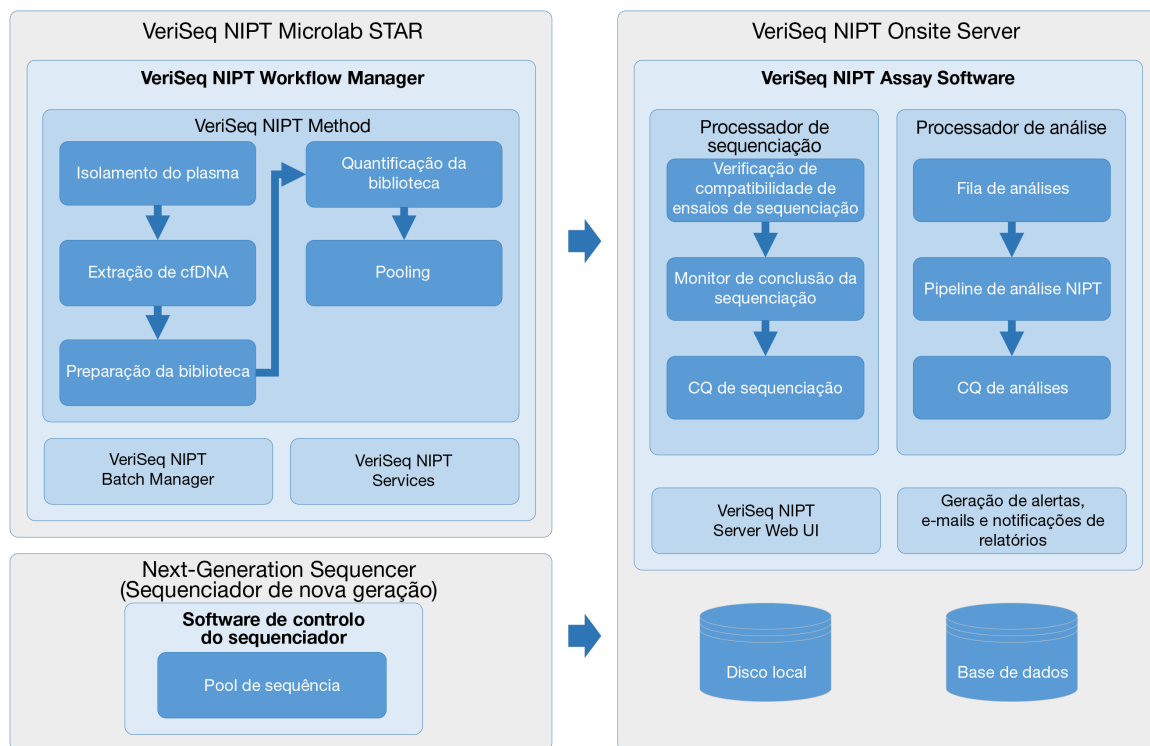 VeriSeq NIPT Microlab STAR
VeriSeq NIPT Workflow Manager
VeriSeq NIPT Method
Isolamento do plasma
Extração de cfDNA
Preparação da biblioteca
Quantificação da
biblioteca
Pooling
VeriSeq NIPT
Batch Manager
VeriSeq NIPT
Services
Next-Generation Sequencer
(Sequenciador de nova geração)
Software de controlo
do sequenciador
Pool de sequência
VeriSeq NIPT Onsite Server
VeriSeq NIPT Assay Software
Processador de
sequenciação
Verificação de
compatibilidade de
ensaios de sequenciação
Monitor de conclusão da
sequenciação
CQ de sequenciação
Processador de análise
Fila de análises
Pipeline de análise NIPT
CQ de análises
VeriSeq NIPT
Server Web UI
Geração de alertas,
e-mails e notificações de
relatórios
Disco local
Base de dados